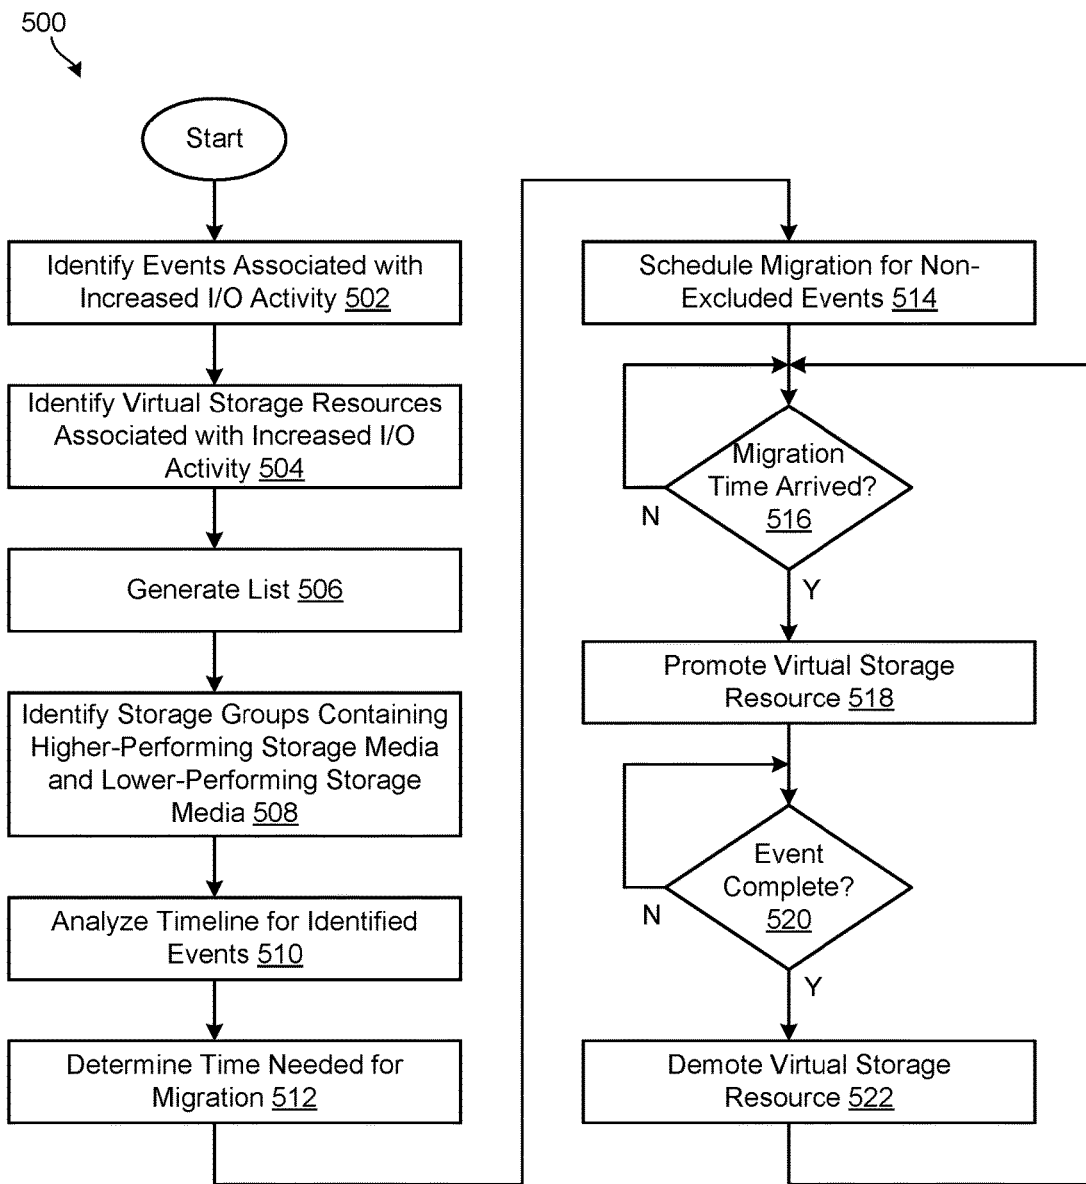 500
Start
Identify Events Associated with
Increased I/O Activity 502
Identify Virtual Storage Resources
Associated with Increased I/O
Activity 504
Generate List 506
Identify Storage Groups Containing
Higher-Performing Storage Media
and Lower-Performing Storage
Media 508
Analyze Timeline for Identified
Events 510
Determine Time Needed for
Migration 512
Schedule Migration for Non-
Excluded Events 514
Migration
Time Arrived?
516
N
Y
Promote Virtual Storage
Resource 518
Event
Complete?
520
N
Y
Demote Virtual Storage
Resource 522